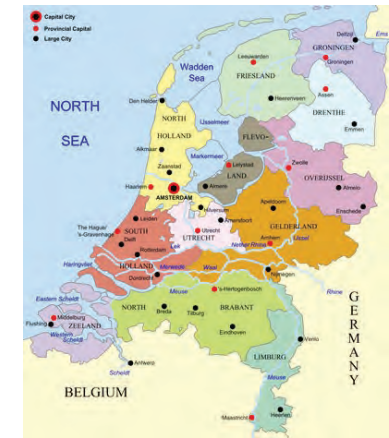 Capital City
Provincial Capital
Large City
NORTH
SEA
Wadden
Sea
GRONINGEN
Delfzijl
Ems
Leeuwarden
Groningen
FRIESLAND
Assen
Den Helder
Heerenveen
DRENTHE
NORTH
HOLLAND
IJsselmeer
Emmen
FLEVO-
LAND
Alkmaar
Markermeer
Zwolle
Zaanstad
Lelystad
OVERIJSSEL
Haarlem
Almere
Almelo
AMSTERDAM
Hilversum
Apeldoorn
Enschede
Leiden
Amersfoort
GELDERLAND
SOUTH
HOLLAND
The Hague/
's-Gravenhage
Utrecht
UTRECHT
Delft
Arnhem
IJssel
Rotterdam
Lek
Nether Rhine
Haringvliet
Merwede
Waal
Dordrecht
Nijmegen
Meuse
's-Hertogenbosch
Rhine
Eastern Scheldt
Middelburg
NORTH
BRABANT
Flushing
Breda
Tilburg
ZEELAND
Western
Scheldt
Eindhoven
Venlo
LIMBURG
Scheldt
Antwerp
Meuse
BELGIUM
GERMANY
Maastricht
Heerlen